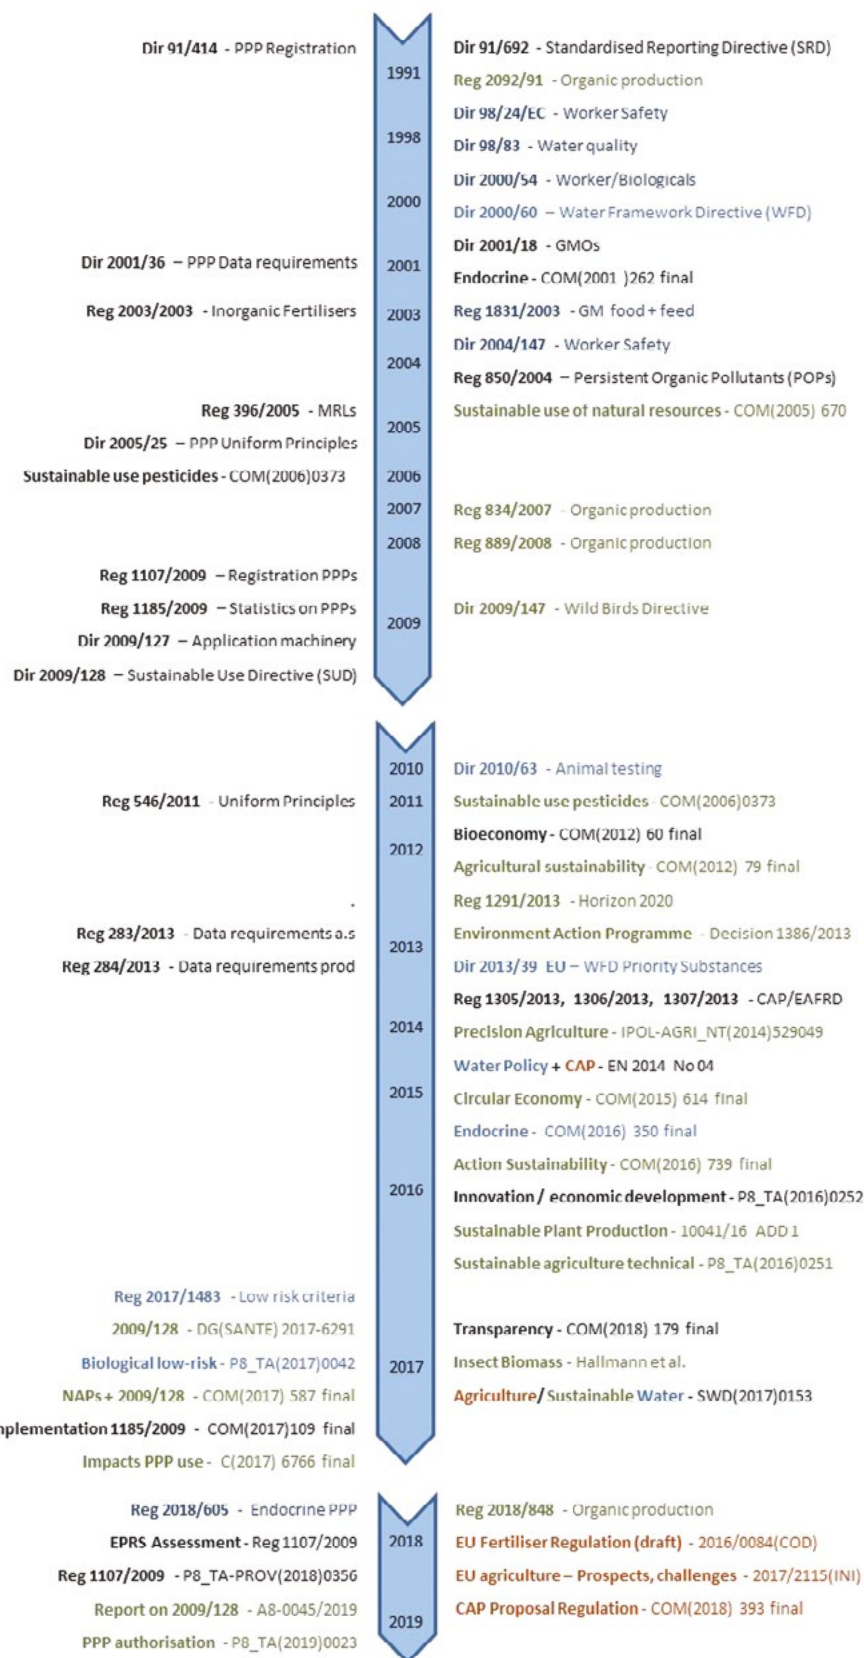 Dir 91/414 - PPP Registration
Dir 91/692 - Standardised Reporting Directive (SRD)
1991
Reg 2092/91 - Organic production
Dir 98/24/EC - Worker Safety
1998
Dir 98/83 - Water quality
Dir 2000/54 - Worker/Biologicals
2000
Dir 2000/60 – Water Framework Directive (WFD)
Dir 2001/18 - GMOs
Dir 2001/36 – PPP Data requirements
2001
Endocrine - COM(2001 )262 final
Reg 2003/2003 - Inorganic Fertilisers
2003
Reg 1831/2003 - GM food + feed
Dir 2004/147 - Worker Safety
2004
Reg 850/2004 – Persistent Organic Pollutants (POPs)
Reg 396/2005 - MRLs
Sustainable use of natural resources - COM(2005) 670
2005
Dir 2005/25 – PPP Uniform Principles
Sustainable use pesticides - COM(2006)0373
2006
2007
Reg 834/2007 - Organic production
2008
Reg 889/2008 - Organic production
Reg 1107/2009 – Registration PPPs
Reg 1185/2009 – Statistics on PPPs
Dir 2009/147 - Wild Birds Directive
2009
Dir 2009/127 – Application machinery
Dir 2009/128 – Sustainable Use Directive (SUD)
2010
Dir 2010/63 - Animal testing
Reg 546/2011 - Uniform Principles
2011
Sustainable use pesticides - COM(2006)0373
Bioeconomy - COM(2012) 60 final
2012
Agricultural sustainability - COM(2012) 79 final
.
Reg 1291/2013 - Horizon 2020
Reg 283/2013 - Data requirements a.s
2013
Environment Action Programme - Decision 1386/2013
Reg 284/2013 - Data requirements prod
Dir 2013/39 EU – WFD Priority Substances
Reg 1305/2013, 1306/2013, 1307/2013 - CAP/EAFRD
2014
Precision Agriculture - IPOL-AGRI_NT(2014)529049
Water Policy + CAP - EN 2014 No 04
2015
Circular Economy - COM(2015) 614 final
Endocrine - COM(2016) 350 final
Action Sustainability - COM(2016) 739 final
2016
Innovation / economic development - P8_TA(2016)0252
Sustainable Plant Production - 10041/16 ADD 1
Sustainable agriculture technical - P8_TA(2016)0251
Reg 2017/1483 - Low risk criteria
2009/128 - DG(SANTE) 2017-6291
Transparency - COM(2018) 179 final
Biological low-risk - P8_TA(2017)0042
2017
Insect Biomass - Hallmann et al.
NAPs + 2009/128 - COM(2017) 587 final
Agriculture/ Sustainable Water - SWD(2017)0153
mplementation 1185/2009 - COM(2017)109 final
Impacts PPP use - C(2017) 6766 final
Reg 2018/605 - Endocrine PPP
Reg 2018/848 - Organic production
EPRS Assessment - Reg 1107/2009
2018
EU Fertiliser Regulation (draft) - 2016/0084(COD)
Reg 1107/2009 - P8_TA-PROV(2018)0356
EU agriculture – Prospects, challenges - 2017/2115(INI)
Report on 2009/128 - A8-0045/2019
CAP Proposal Regulation - COM(2018) 393 final
2019
PPP authorisation - P8_TA(2019)0023